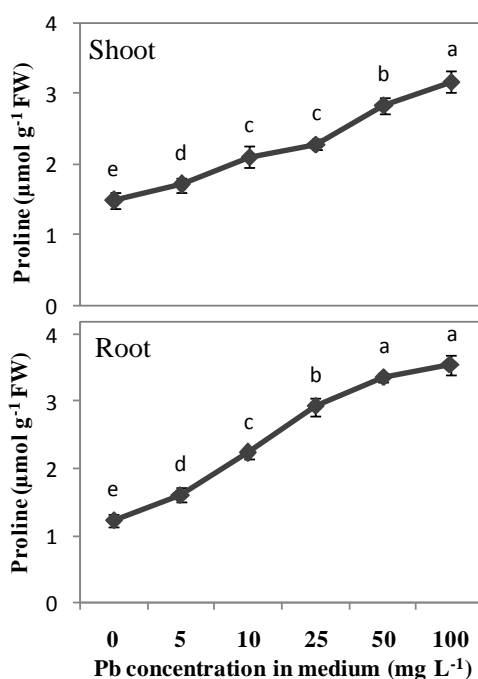 Shoot
Proline (µmol g-1 FW)
4
3
2
1
0
e
d
c
c
b
a
Root
Proline (µmol g-1 FW)
4
3
2
1
0
e
d
c
b
a
a
0 5 10 25 50 100
Pb concentration in medium (mg L-1)